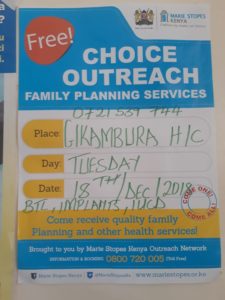 Free!
MARIE STOPES
KENYA
CHOICE
OUTREACH
FAMILY PLANNING SERVICES
0721539 744
Place: GIKAMBURA H/C
Day: TUESDAY
Date: 18TH/DEC/2018
BTL, IMPLANTS, IUCD
COME ONE!
COME ALL!
Come receive quality family
Planning and other health services!
Brought to you by Marie Stopes Kenya Outreach Network
INFORMATION & BOOKING 0800 720 005 (Toll Free)
Marie Stopes Kenya
www.mariestopes.or.ke